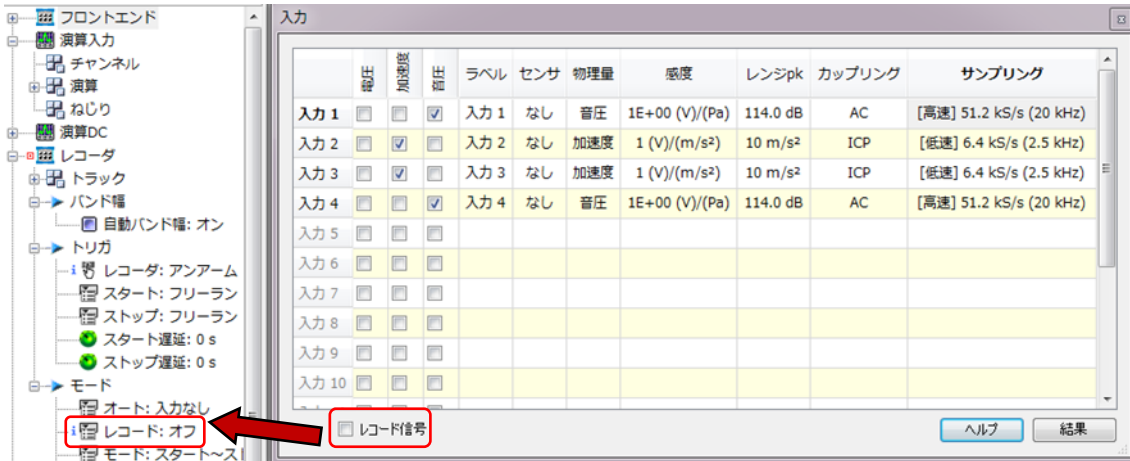 フロントエンド
演算入力
チャンネル
演算
ねじり
演算DC
レコーダ
トラック
バンド幅
自動バンド幅: オン
トリガ
レコーダ: アンアーム
スタート: フリーラン
ストップ: フリーラン
スタート遅延: 0 s
ストップ遅延: 0 s
モード
オート: 入力なし
レコード: オフ
モード: スタート～ス
入力
電圧 加速度 音圧 ラベル センサ 物理量 感度 レンジpk カップリング サンプリング
入力 1 入力 1 なし 音圧 1E+00 (V)/(Pa) 114.0 dB AC [高速] 51.2 kS/s (20 kHz)
入力 2 入力 2 なし 加速度 1 (V)/(m/s²) 10 m/s² ICP [低速] 6.4 kS/s (2.5 kHz)
入力 3 入力 3 なし 加速度 1 (V)/(m/s²) 10 m/s² ICP [低速] 6.4 kS/s (2.5 kHz)
入力 4 入力 4 なし 音圧 1E+00 (V)/(Pa) 114.0 dB AC [高速] 51.2 kS/s (20 kHz)
入力 5
入力 6
入力 7
入力 8
入力 9
入力 10
レコード信号
ヘルプ 結果